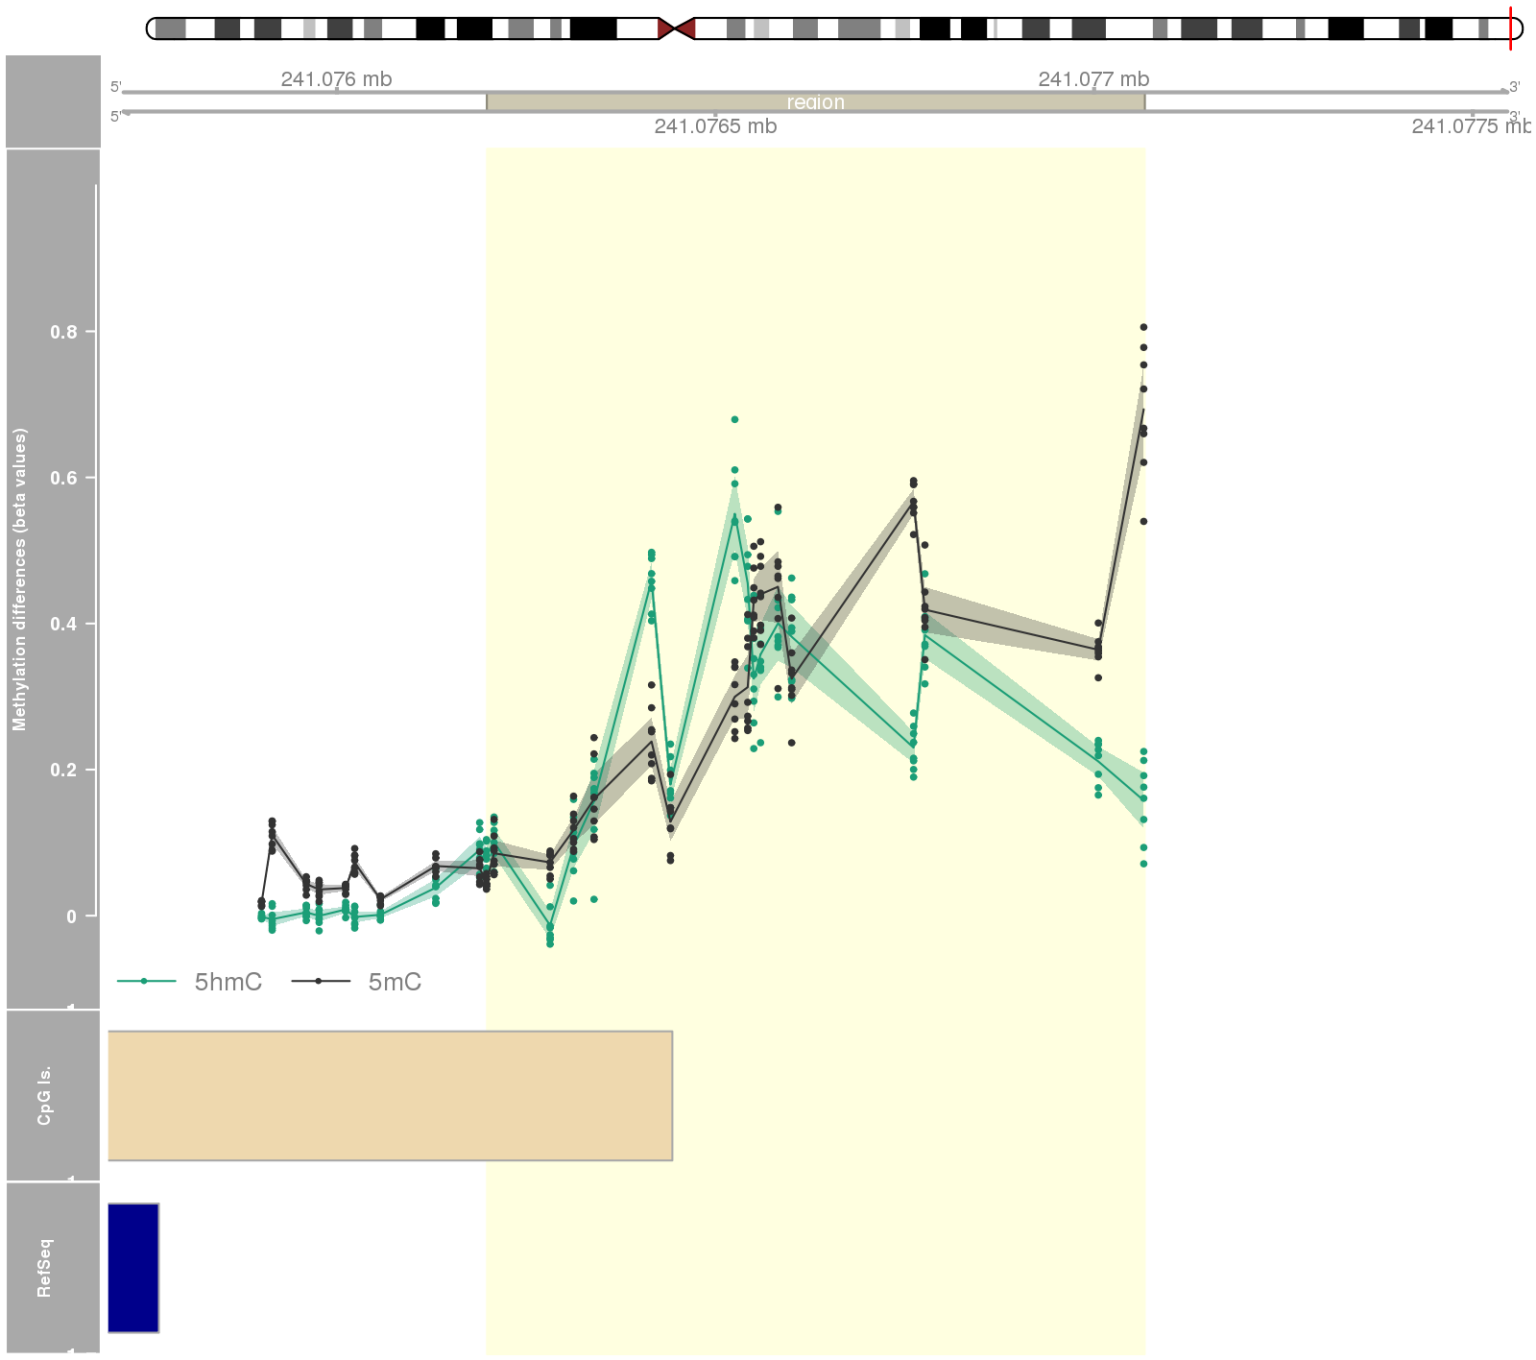 241.076 mb
241.077 mb
5'
3'
region
5'
3'
241.0765 mb
241.0775 mb
Methylation differences (beta values)
0.8
0.6
0.4
0.2
0
5hmC
5mC
CpG Is.
RefSeq